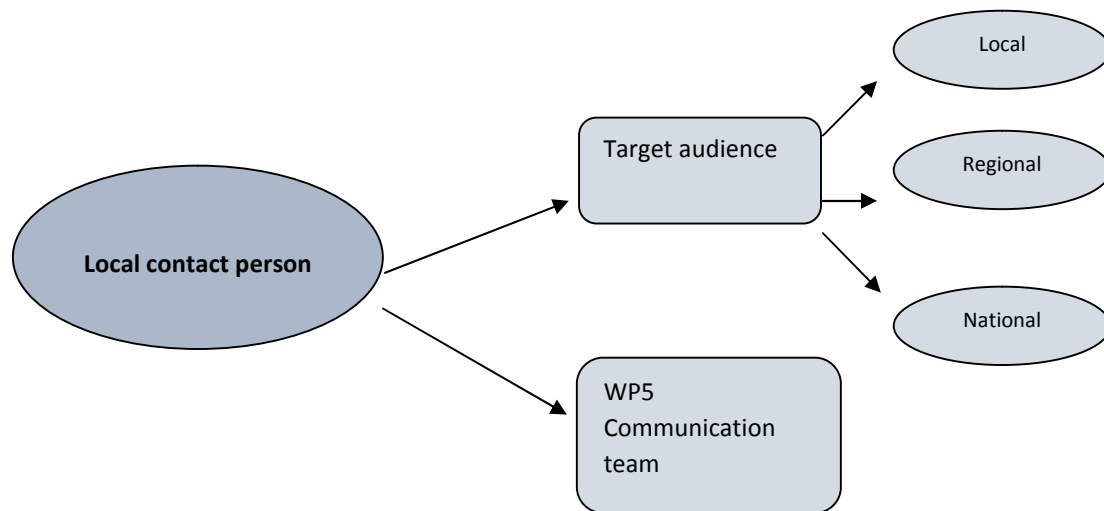 Local
Target audience
Regional
Local contact person
National
WP5
Communication
team